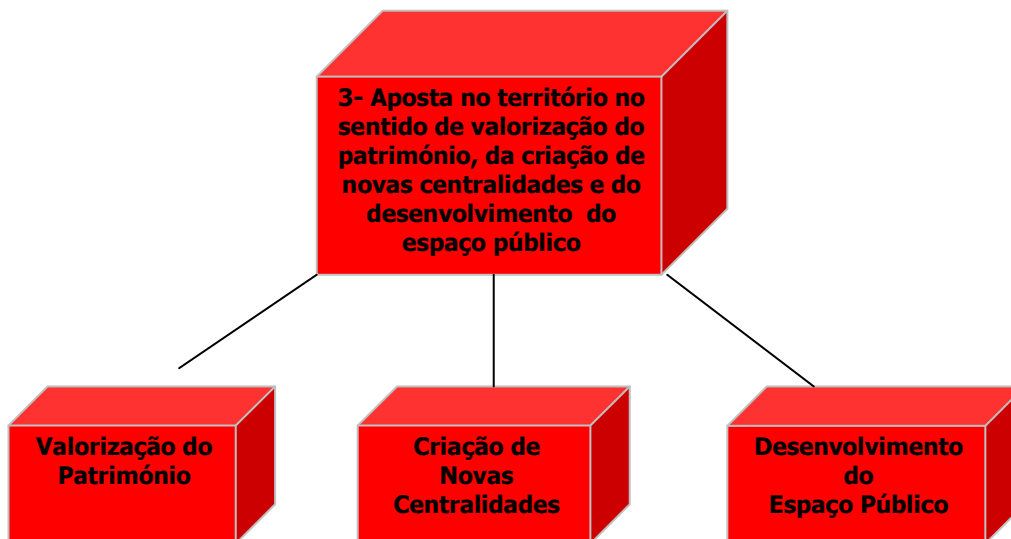 3- Aposta no território no
sentido de valorização do
património, da criação de
novas centralidades e do
desenvolvimento do
espaço público
Valorização do
Património
Criação de
Novas
Centralidades
Desenvolvimento
do
Espaço Público